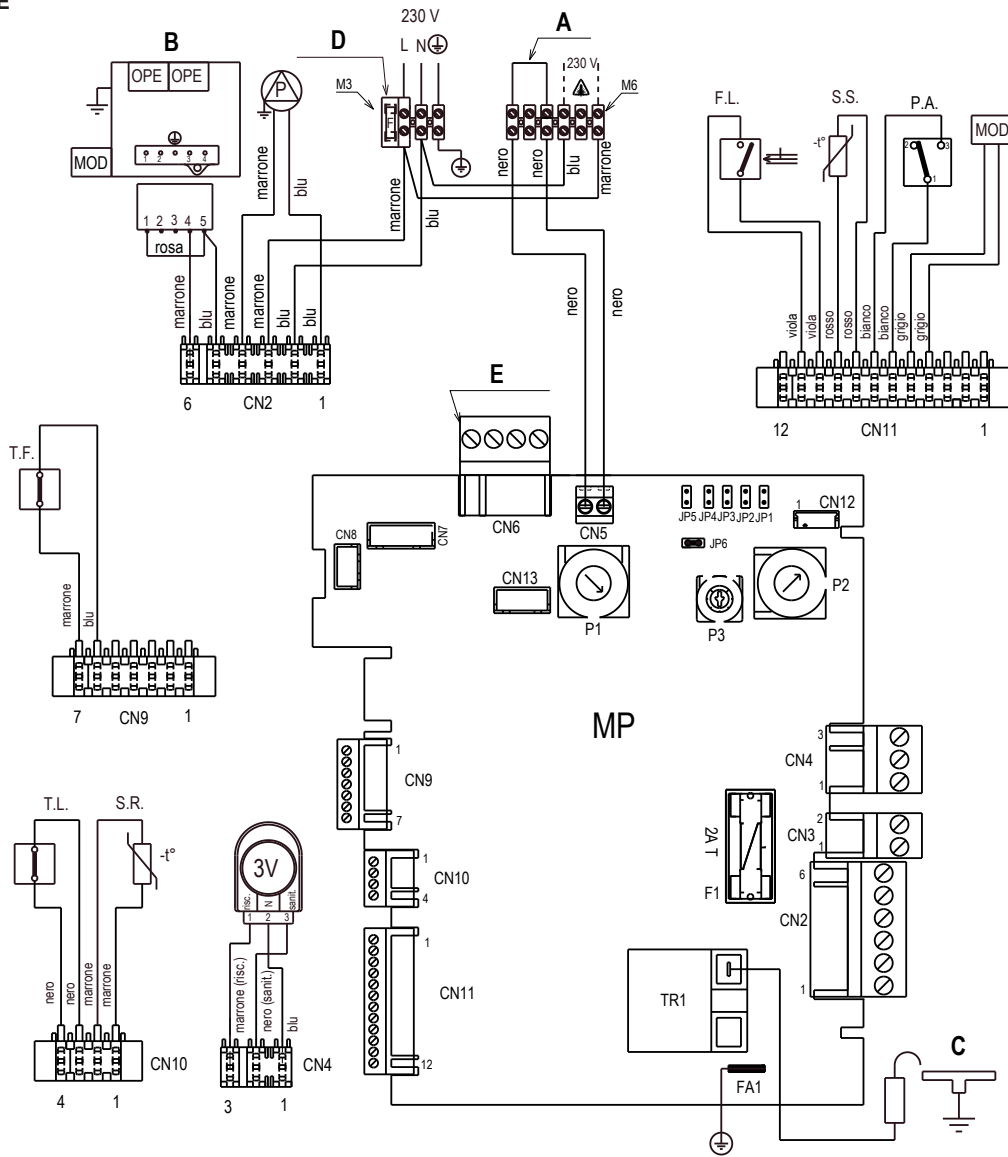 E
230 V
A
B
D
L N
230 V
OPE OPE
M3
M6
F.L.
S.S.
P.A.
P
F
MOD
MOD
-t°
2 3
1
1 2 3 4
1 2 3 4 5
rosa
marrone
blu
marrone
blu
nero
nero
blu
marrone
marrone
blu
marrone
marrone
blu
blu
nero
nero
viola
viola
rosso
rosso
bianco
bianco
grigio
grigio
6 CN2 1
E
12 CN11 1
T.F.
CN6
CN5
JP5 JP4 JP3 JP2 JP1
1 CN12
CN8
CN7
JP6
CN13
P1
P3
P2
marrone
blu
7 CN9 1
MP
CN9
1
7
CN4
3
1
CN3
2
1
T.L.
S.R.
-t°
3V
risc. N sanit.
1 2 3
CN10
1
4
2A T
F1
6
CN2
1
CN11
1
12
nero
nero
marrone
marrone
marrone (risc.)
nero (sanit.)
blu
TR1
CN10
4 1
CN4
3 1
FA1
C